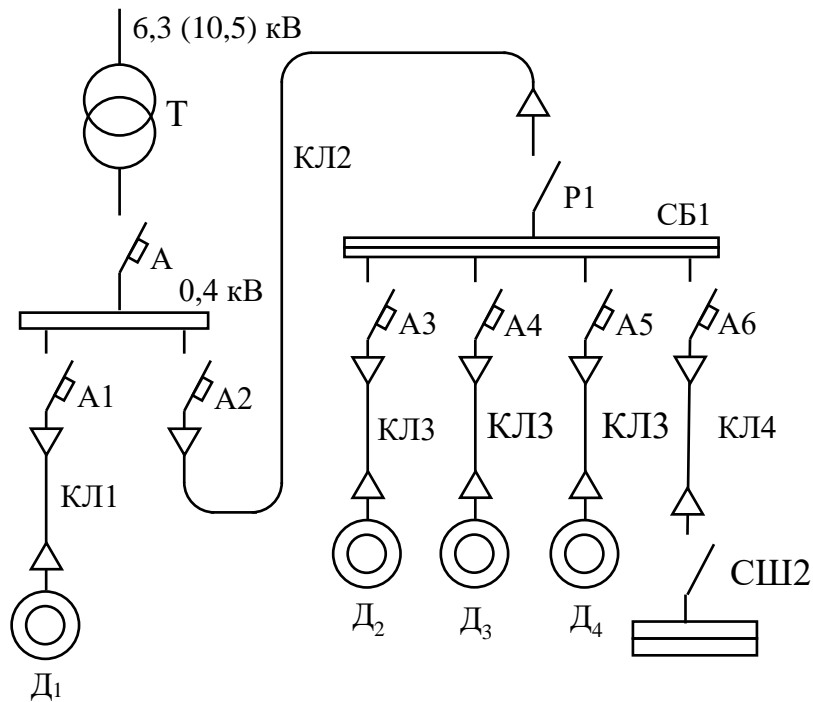 6,3 (10,5) кВ
Т
КЛ2
Р1
СБ1
А
0,4 кВ
А3
А4
А5
А6
А1
А2
КЛ3
КЛ3
КЛ3
КЛ4
КЛ1
СШ2
Д2
Д3
Д4
Д1